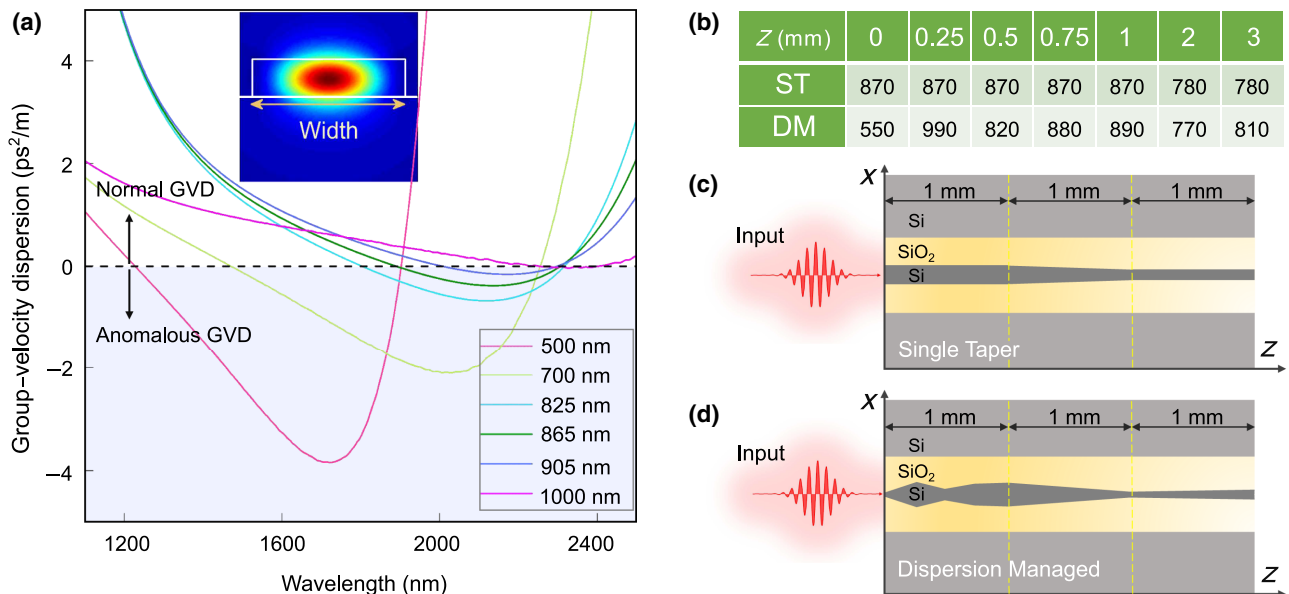 (a)
Group−velocity dispersion (ps²/m)
4
2
0
−2
−4
Width
Normal GVD
Anomalous GVD
500 nm
700 nm
825 nm
865 nm
905 nm
1000 nm
1200 1600 2000 2400
Wavelength (nm)
(b)
Z (mm) 0 0.25 0.5 0.75 1 2 3
ST 870 870 870 870 870 780 780
DM 550 990 820 880 890 770 810
(c)
X
1 mm 1 mm 1 mm
Si
Input
SiO₂
Si
Single Taper
Z
(d)
X
1 mm 1 mm 1 mm
Si
Input
SiO₂
Si
Dispersion Managed
Z